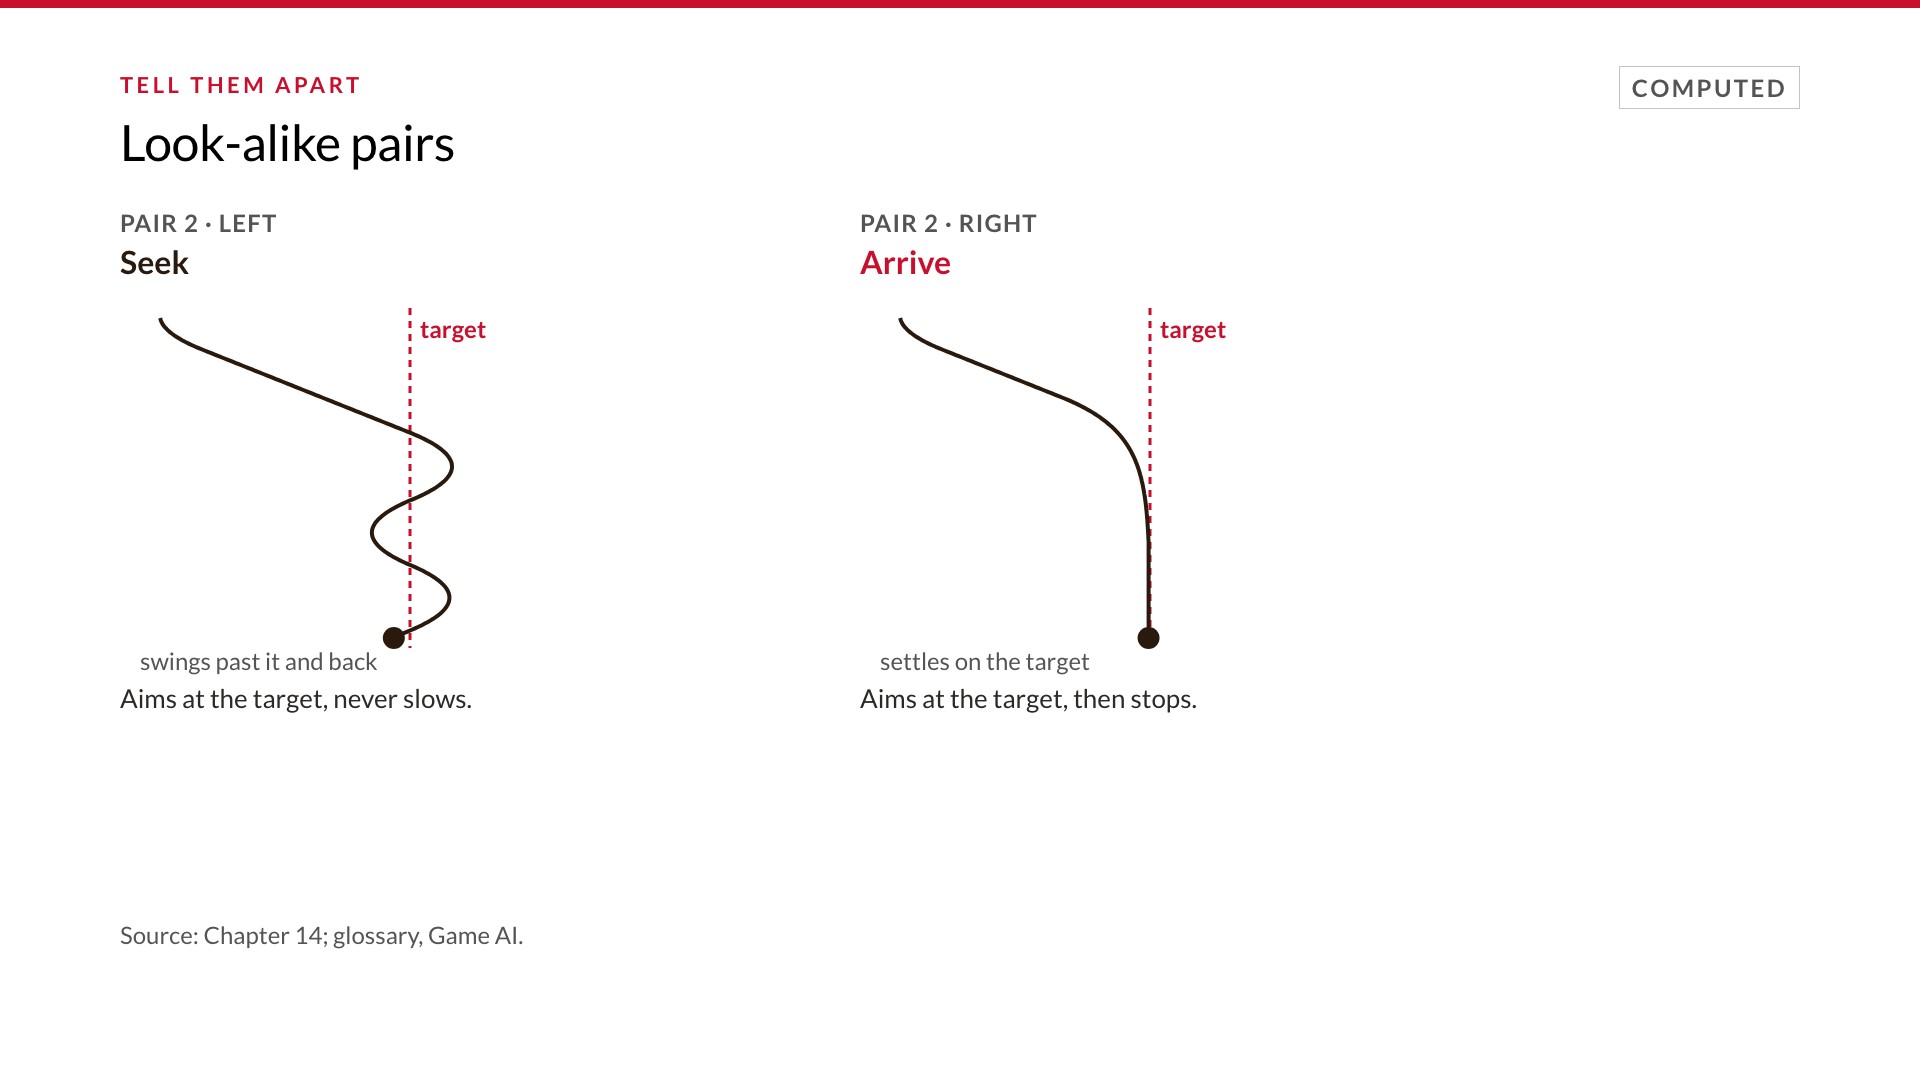 TELL THEM APART
COMPUTED
Look-alike pairs
PAIR 2 · LEFT
Seek
target
swings past it and back
Aims at the target, never slows.
PAIR 2 · RIGHT
Arrive
target
settles on the target
Aims at the target, then stops.
Source: Chapter 14; glossary, Game AI.